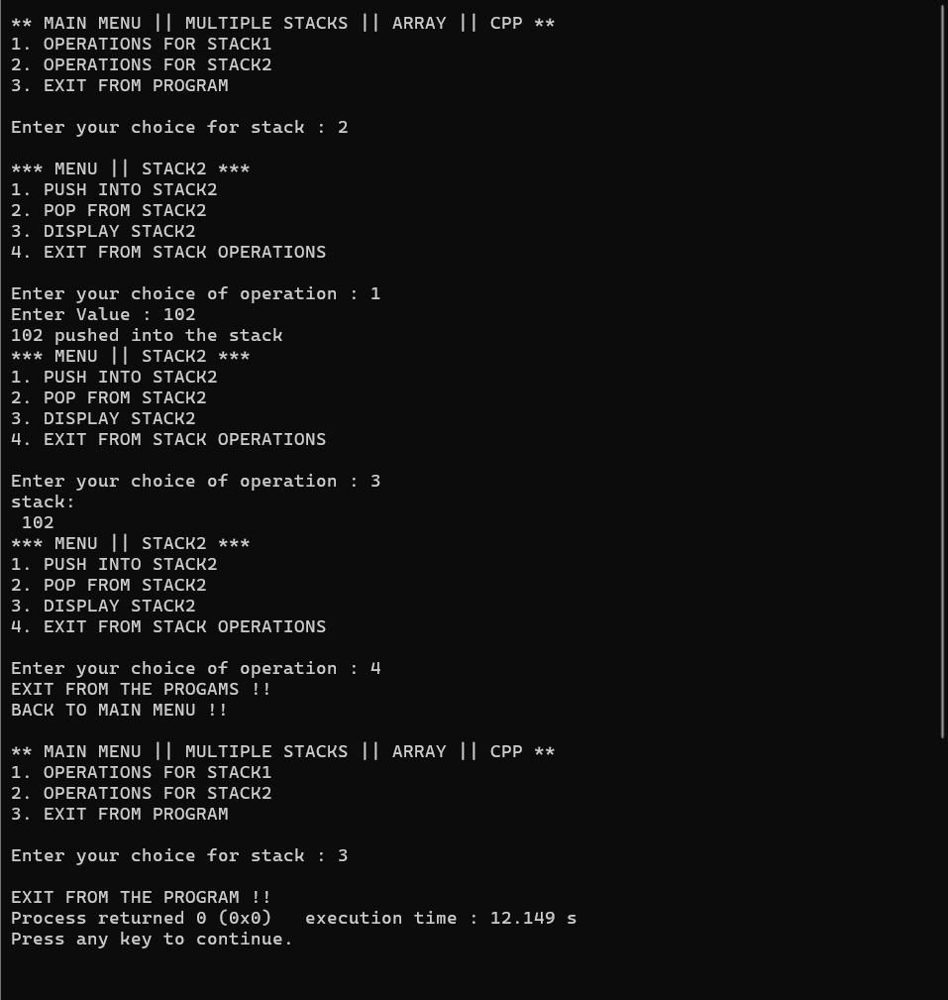 ** MAIN MENU || MULTIPLE STACKS || ARRAY || CPP **
1. OPERATIONS FOR STACK1
2. OPERATIONS FOR STACK2
3. EXIT FROM PROGRAM
Enter your choice for stack : 2
*** MENU || STACK2 ***
1. PUSH INTO STACK2
2. POP FROM STACK2
3. DISPLAY STACK2
4. EXIT FROM STACK OPERATIONS
Enter your choice of operation : 1
Enter Value : 102
102 pushed into the stack
*** MENU || STACK2 ***
1. PUSH INTO STACK2
2. POP FROM STACK2
3. DISPLAY STACK2
4. EXIT FROM STACK OPERATIONS
Enter your choice of operation : 3
stack:
 102
*** MENU || STACK2 ***
1. PUSH INTO STACK2
2. POP FROM STACK2
3. DISPLAY STACK2
4. EXIT FROM STACK OPERATIONS
Enter your choice of operation : 4
EXIT FROM THE PROGAMS !!
BACK TO MAIN MENU !!
** MAIN MENU || MULTIPLE STACKS || ARRAY || CPP **
1. OPERATIONS FOR STACK1
2. OPERATIONS FOR STACK2
3. EXIT FROM PROGRAM
Enter your choice for stack : 3
EXIT FROM THE PROGRAM !!
Process returned 0 (0x0)   execution time : 12.149 s
Press any key to continue.